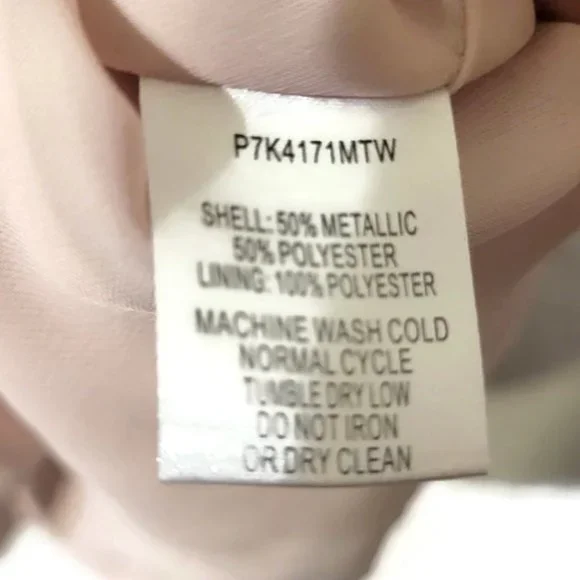 P7K4171MTW
SHELL: 50% METALLIC
50% POLYESTER
LINING: 100% POLYESTER
MACHINE WASH COLD
NORMAL CYCLE
TUMBLE DRY LOW
DO NOT IRON
OR DRY CLEAN